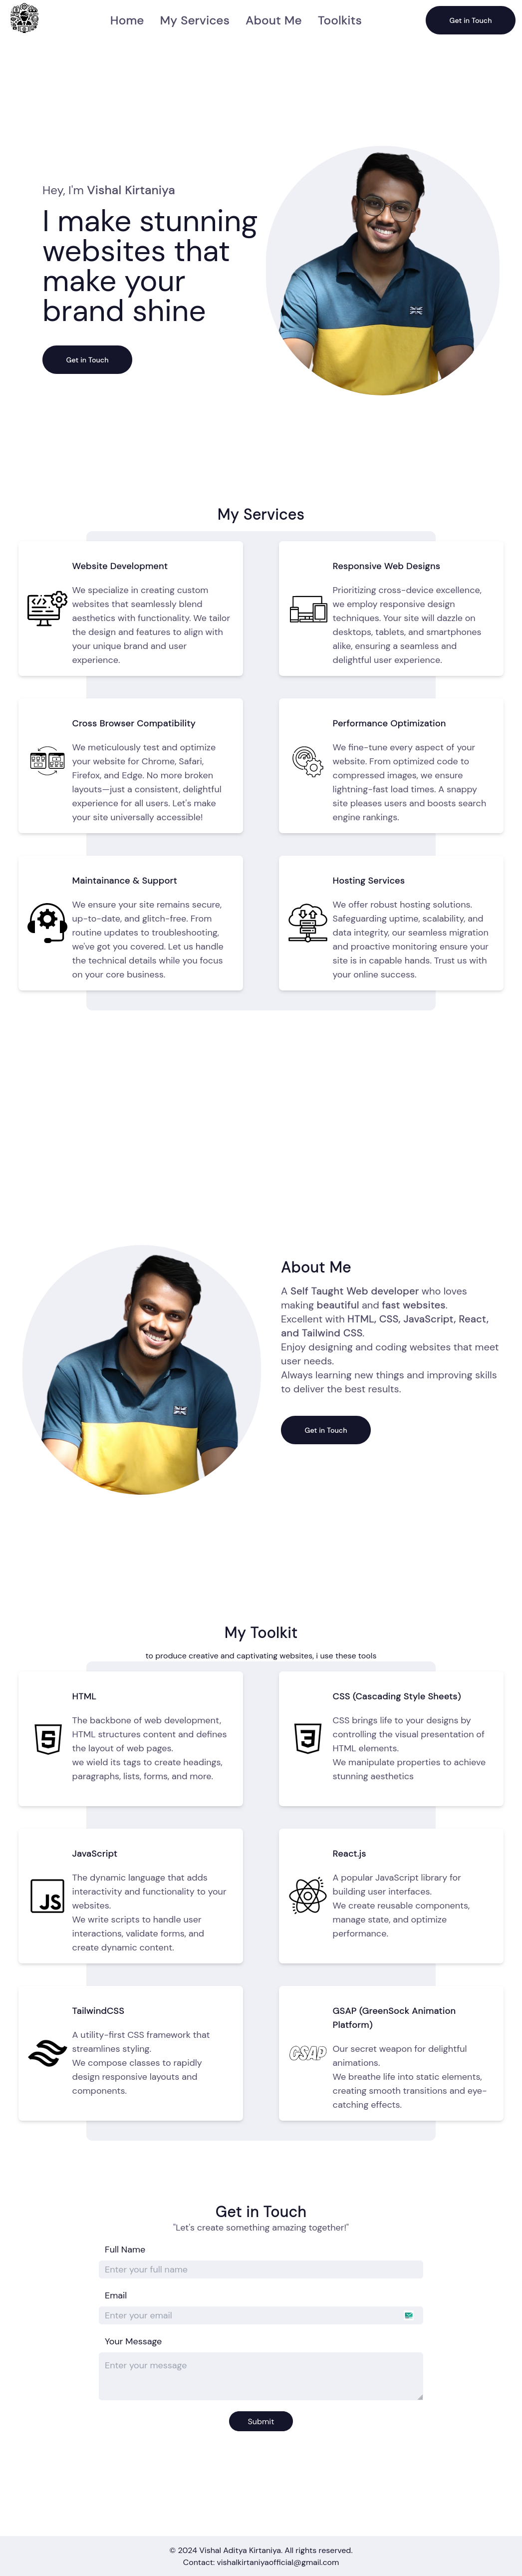 Home My Services About Me Toolkits Get in Touch
Hey, I'm Vishal Kirtaniya
I make stunning
websites that
make your
brand shine
Get in Touch
My Services
Website Development
We specialize in creating custom
websites that seamlessly blend
aesthetics with functionality. We tailor
the design and features to align with
your unique brand and user
experience.
Responsive Web Designs
Prioritizing cross-device excellence,
we employ responsive design
techniques. Your site will dazzle on
desktops, tablets, and smartphones
alike, ensuring a seamless and
delightful user experience.
Cross Browser Compatibility
We meticulously test and optimize
your website for Chrome, Safari,
Firefox, and Edge. No more broken
layouts—just a consistent, delightful
experience for all users. Let's make
your site universally accessible!
Performance Optimization
We fine-tune every aspect of your
website. From optimized code to
compressed images, we ensure
lightning-fast load times. A snappy
site pleases users and boosts search
engine rankings.
Maintainance & Support
We ensure your site remains secure,
up-to-date, and glitch-free. From
routine updates to troubleshooting,
we've got you covered. Let us handle
the technical details while you focus
on your core business.
Hosting Services
We offer robust hosting solutions.
Safeguarding uptime, scalability, and
data integrity, our seamless migration
and proactive monitoring ensure your
site is in capable hands. Trust us with
your online success.
About Me
A Self Taught Web developer who loves
making beautiful and fast websites.
Excellent with HTML, CSS, JavaScript, React,
and Tailwind CSS.
Enjoy designing and coding websites that meet
user needs.
Always learning new things and improving skills
to deliver the best results.
Get in Touch
My Toolkit
to produce creative and captivating websites, i use these tools
HTML
The backbone of web development,
HTML structures content and defines
the layout of web pages.
we wield its tags to create headings,
paragraphs, lists, forms, and more.
CSS (Cascading Style Sheets)
CSS brings life to your designs by
controlling the visual presentation of
HTML elements.
We manipulate properties to achieve
stunning aesthetics
JS
JavaScript
The dynamic language that adds
interactivity and functionality to your
websites.
We write scripts to handle user
interactions, validate forms, and
create dynamic content.
React.js
A popular JavaScript library for
building user interfaces.
We create reusable components,
manage state, and optimize
performance.
TailwindCSS
A utility-first CSS framework that
streamlines styling.
We compose classes to rapidly
design responsive layouts and
components.
GSAP
GSAP (GreenSock Animation
Platform)
Our secret weapon for delightful
animations.
We breathe life into static elements,
creating smooth transitions and eye-
catching effects.
Get in Touch
"Let's create something amazing together!"
Full Name
Enter your full name
Email
Enter your email
Your Message
Enter your message
Submit
© 2024 Vishal Aditya Kirtaniya. All rights reserved.
Contact: vishalkirtaniyaofficial@gmail.com